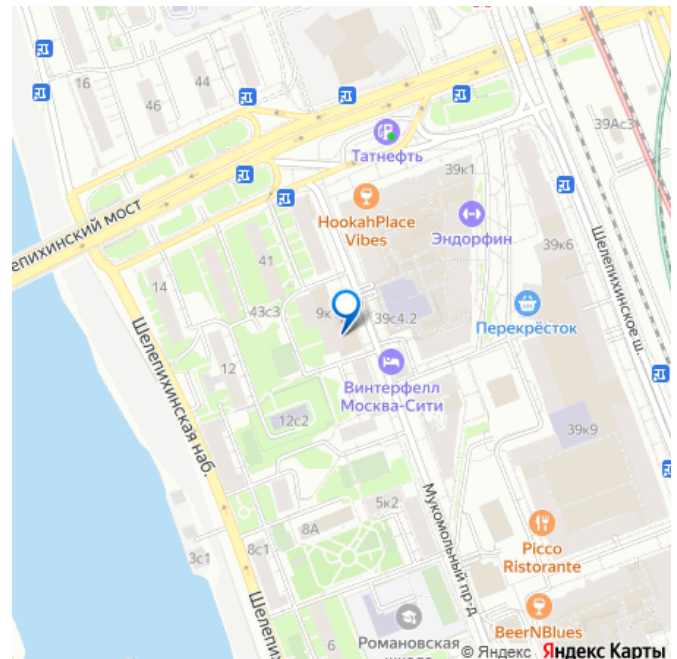 16
44
46
39Ас3
Татнефть
39к1
HookahPlace
Vibes
Эндорфин
39к6
Шелепихинское ш.
епихинский мост
41
14
43с3
9к
39с4.2
Перекрёсток
Шелепихинская наб.
12
Винтерфелл
Москва-Сити
12с2
39к9
5к2
Мукомольный пр-д
8А
Picco
Ristorante
3с1
8с1
Шелепих
6
Романовская
BeerNBlues
© Яндекс Яндекс Карты